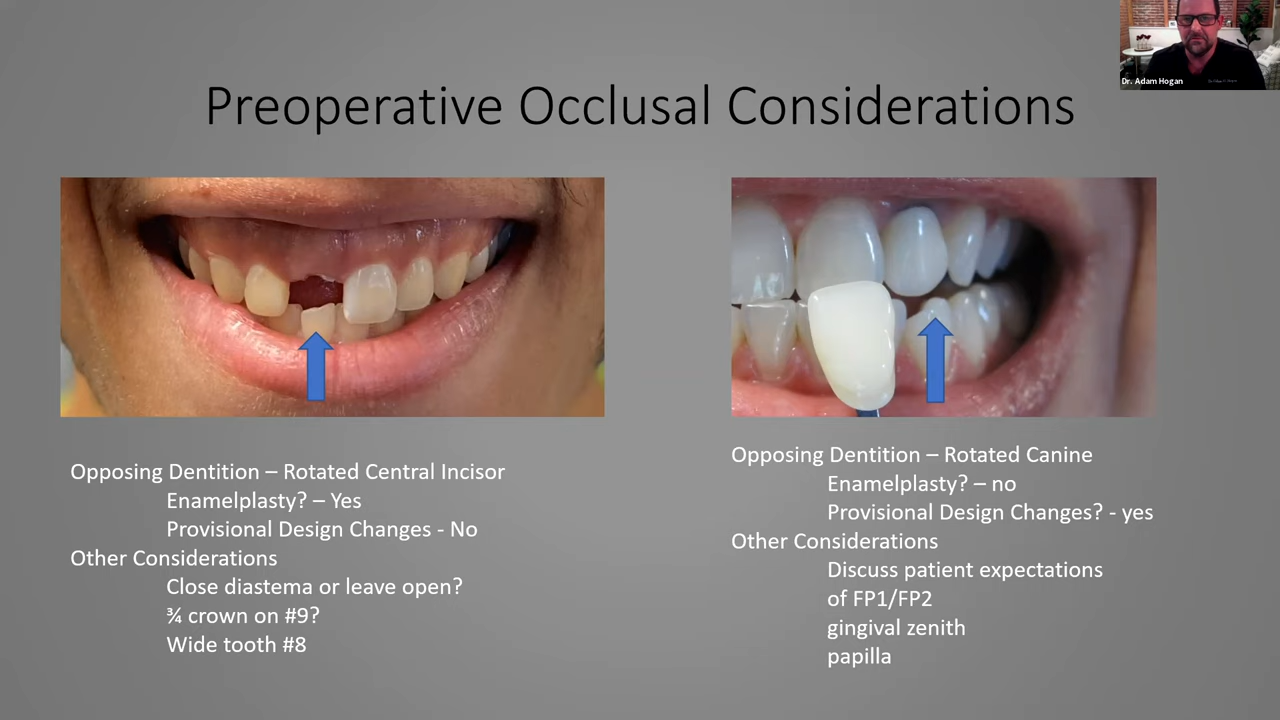 Dr. Adam Hogan
Preoperative Occlusal Considerations
Opposing Dentition – Rotated Central Incisor
Enamelplasty? – Yes
Provisional Design Changes - No
Other Considerations
Close diastema or leave open?
¾ crown on #9?
Wide tooth #8
Opposing Dentition – Rotated Canine
Enamelplasty? – no
Provisional Design Changes? - yes
Other Considerations
Discuss patient expectations
of FP1/FP2
gingival zenith
papilla